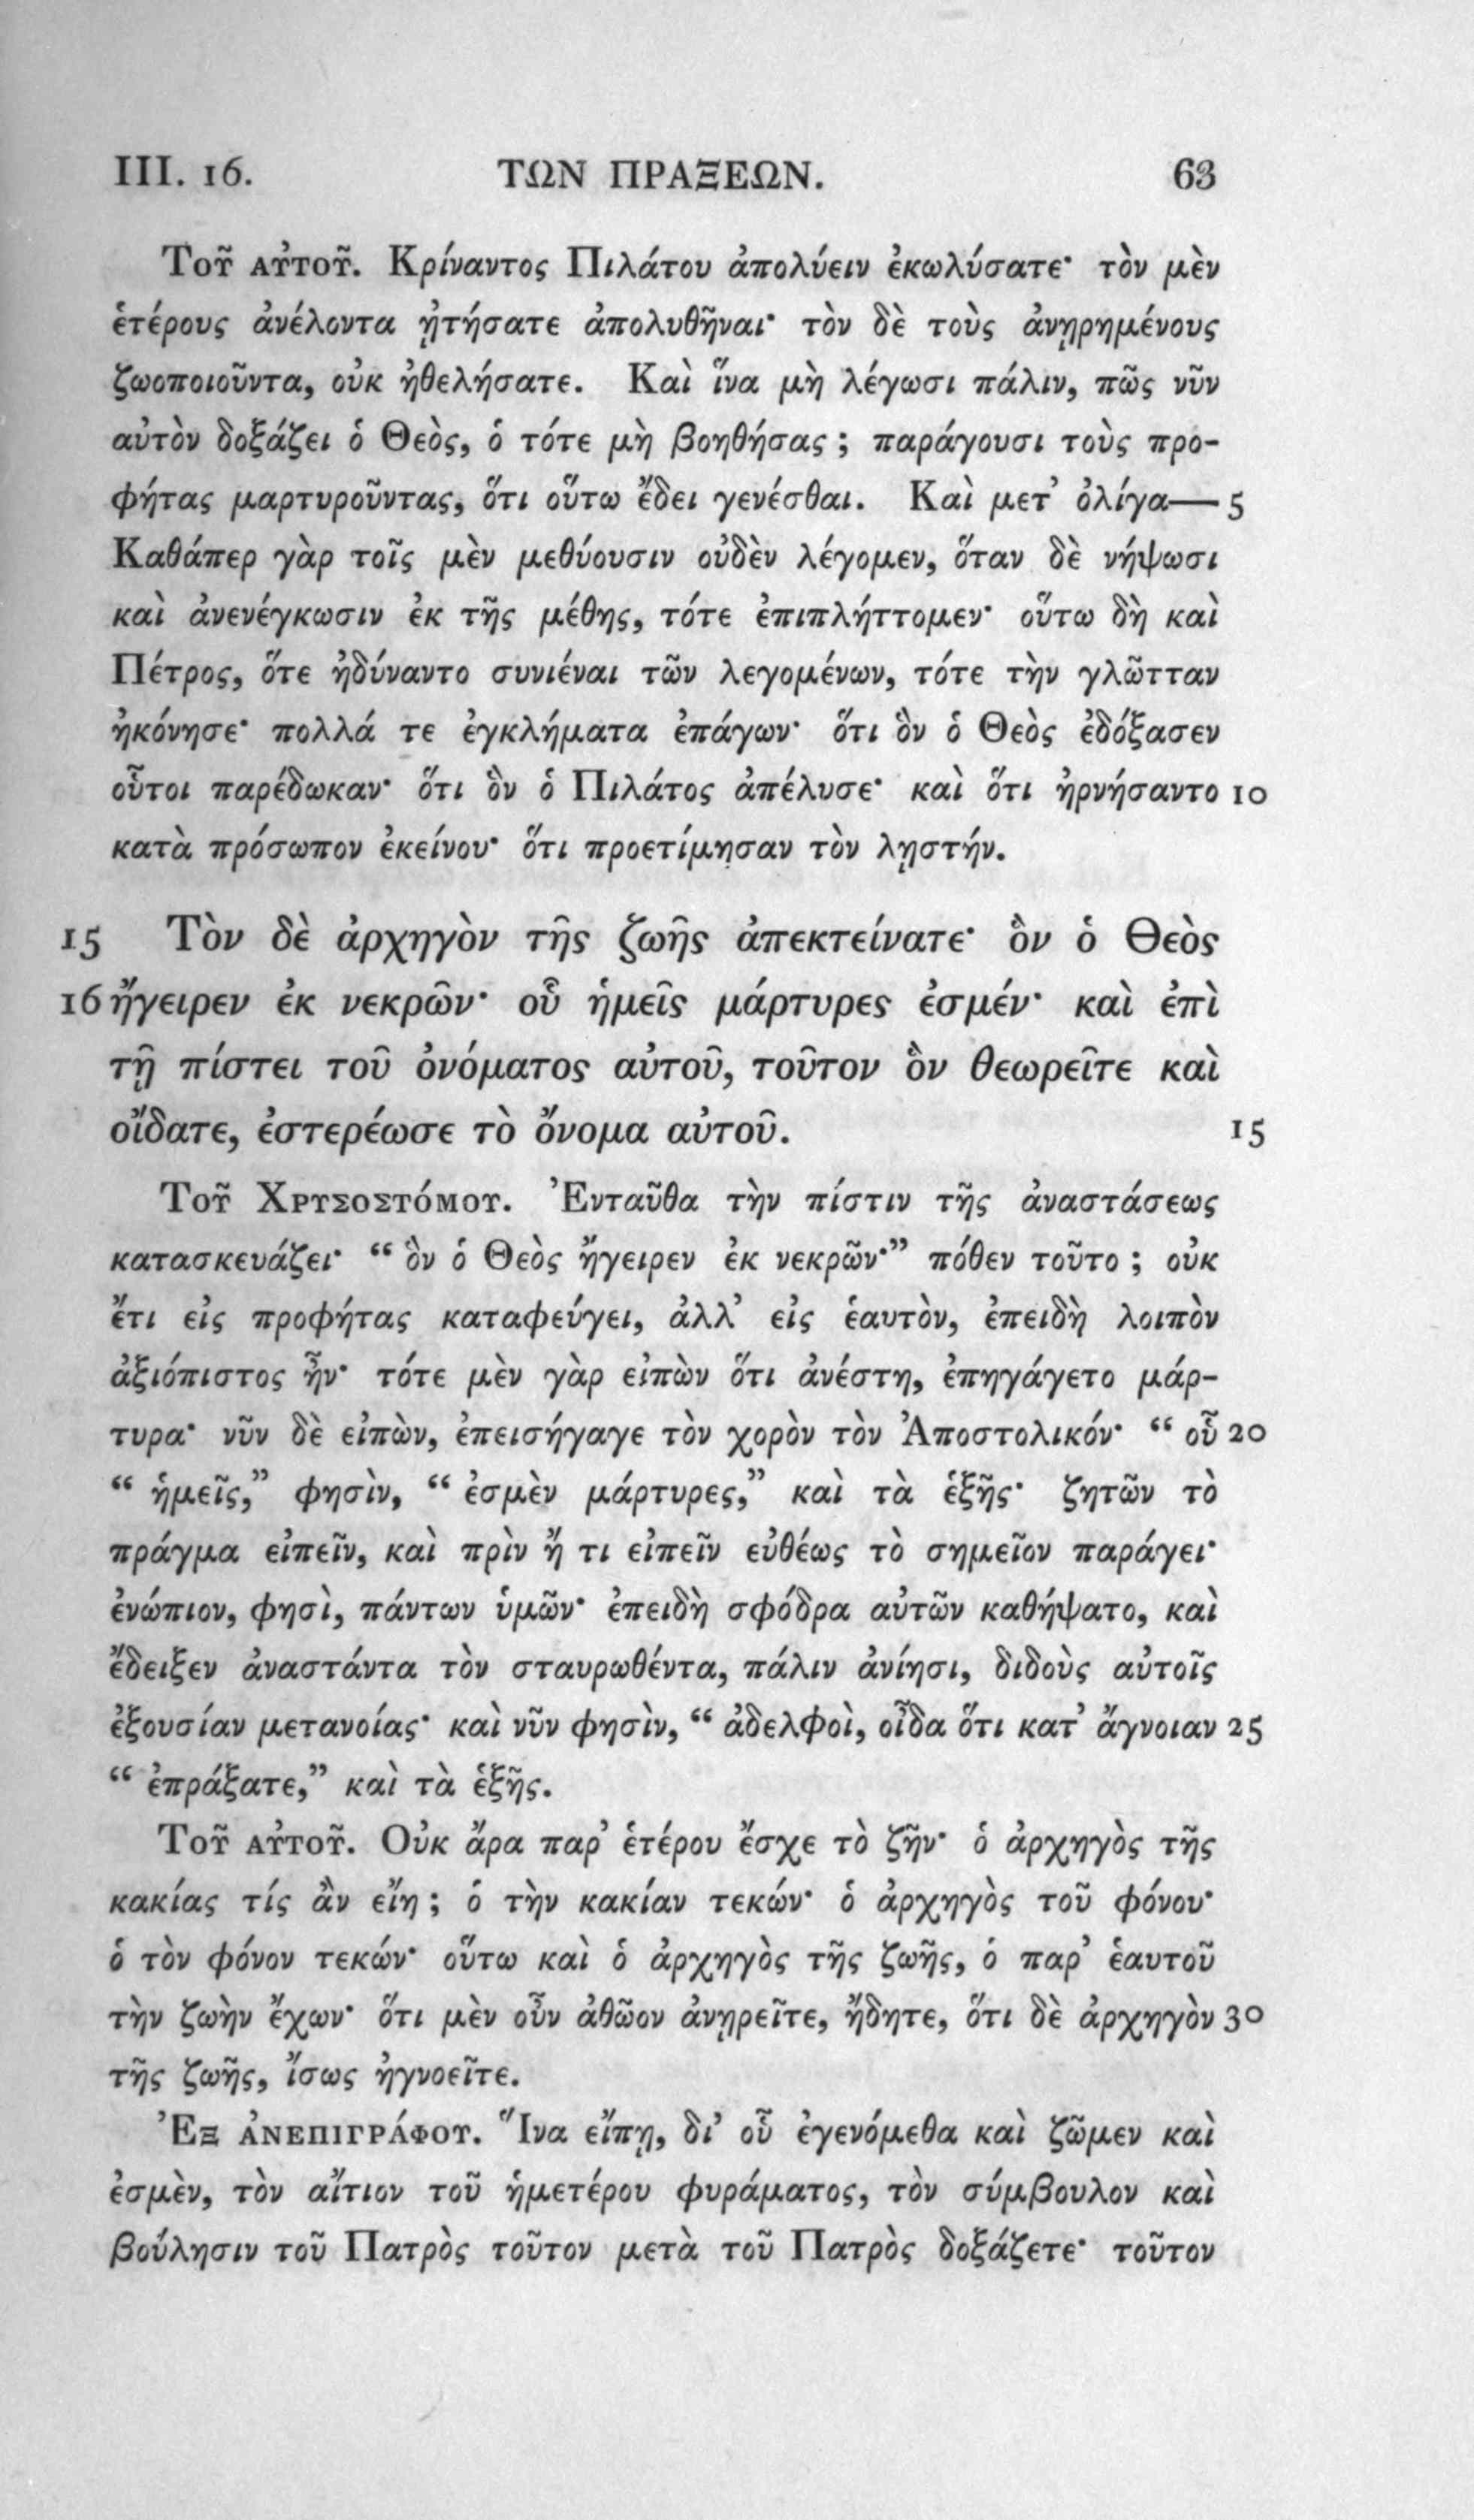 III. 16. ΤΩΝ ΠΡΑΞΕΩΝ. 63
Τοῦ αὐτοῦ. Κρίναντος Πιλάτου ἀπολύειν ἐκωλύσατε· τὸν μὲν
ἑτέρους ἀνέλοντα ᾐτήσατε ἀπολυθῆναι· τὸν δὲ τοὺς ἀνῃρημένους
ζωοποιοῦντα, οὐκ ἠθελήσατε. Καὶ ἵνα μὴ λέγωσι πάλιν, πῶς νῦν
αὐτὸν δοξάζει ὁ Θεὸς, ὁ τότε μὴ βοηθήσας ; παράγουσι τοὺς προ-
φήτας μαρτυροῦντας, ὅτι οὕτω ἔδει γενέσθαι. Καὶ μετ’ ὀλίγα— 5
Καθάπερ γὰρ τοῖς μὲν μεθύουσιν οὐδὲν λέγομεν, ὅταν δὲ νήψωσι
καὶ ἀνενέγκωσιν ἐκ τῆς μέθης, τότε ἐπιπλήττομεν· οὕτω δὴ καὶ
Πέτρος, ὅτε ἠδύναντο συνιέναι τῶν λεγομένων, τότε τὴν γλῶτταν
ἠκόνησε· πολλά τε ἐγκλήματα ἐπάγων· ὅτι ὃν ὁ Θεὸς ἐδόξασεν
οὗτοι παρέδωκαν· ὅτι ὃν ὁ Πιλάτος ἀπέλυσε· καὶ ὅτι ἠρνήσαντο 10
κατὰ πρόσωπον ἐκείνου· ὅτι προετίμησαν τὸν λῃστήν.
15 Τὸν δὲ ἀρχηγὸν τῆς ζωῆς ἀπεκτείνατε· ὃν ὁ Θεὸς
16 ἤγειρεν ἐκ νεκρῶν· οὗ ἡμεῖς μάρτυρες ἐσμέν· καὶ ἐπὶ
τῇ πίστει τοῦ ὀνόματος αὐτοῦ, τοῦτον ὃν θεωρεῖτε καὶ
οἴδατε, ἐστερέωσε τὸ ὄνομα αὐτοῦ. 15
Τοῦ Χρυσοστόμου. Ἐνταῦθα τὴν πίστιν τῆς ἀναστάσεως
κατασκευάζει· “ ὃν ὁ Θεὸς ἤγειρεν ἐκ νεκρῶν·” πόθεν τοῦτο ; οὐκ
ἔτι εἰς προφήτας καταφεύγει, ἀλλ’ εἰς ἑαυτὸν, ἐπειδὴ λοιπὸν
ἀξιόπιστος ἦν· τότε μὲν γὰρ εἰπὼν ὅτι ἀνέστη, ἐπηγάγετο μάρ-
τυρα· νῦν δὲ εἰπὼν, ἐπεισήγαγε τὸν χορὸν τὸν Ἀποστολικόν· “ οὗ 20
“ ἡμεῖς,” φησὶν, “ ἐσμὲν μάρτυρες,” καὶ τὰ ἑξῆς· ζητῶν τὸ
πράγμα εἰπεῖν, καὶ πρὶν ἤ τι εἰπεῖν εὐθέως τὸ σημεῖον παράγει·
ἐνώπιον, φησὶ, πάντων ὑμῶν· ἐπειδὴ σφόδρα αὐτῶν καθήψατο, καὶ
ἔδειξεν ἀναστάντα τὸν σταυρωθέντα, πάλιν ἀνίησι, διδοὺς αὐτοῖς
ἐξουσίαν μετανοίας· καὶ νῦν φησὶν, “ ἀδελφοὶ, οἶδα ὅτι κατ’ ἄγνοιαν 25
“ ἐπράξατε,” καὶ τὰ ἑξῆς.
Τοῦ αὐτοῦ. Οὐκ ἄρα παρ’ ἑτέρου ἔσχε τὸ ζῆν· ὁ ἀρχηγὸς τῆς
κακίας τίς ἂν εἴη ; ὁ τὴν κακίαν τεκών· ὁ ἀρχηγὸς τοῦ φόνου·
ὁ τὸν φόνον τεκών· οὕτω καὶ ὁ ἀρχηγὸς τῆς ζωῆς, ὁ παρ’ ἑαυτοῦ
τὴν ζωὴν ἔχων· ὅτι μὲν οὖν ἀθῶον ἀνῃρεῖτε, ᾔδητε, ὅτι δὲ ἀρχηγὸν 30
τῆς ζωῆς, ἴσως ἠγνοεῖτε.
Ἐξ ἀνεπιγράφου. Ἵνα εἴπῃ, δι’ οὗ ἐγενόμεθα καὶ ζῶμεν καὶ
ἐσμὲν, τὸν αἴτιον τοῦ ἡμετέρου φυράματος, τὸν σύμβουλον καὶ
βούλησιν τοῦ Πατρὸς τοῦτον μετὰ τοῦ Πατρὸς δοξάζετε· τοῦτον